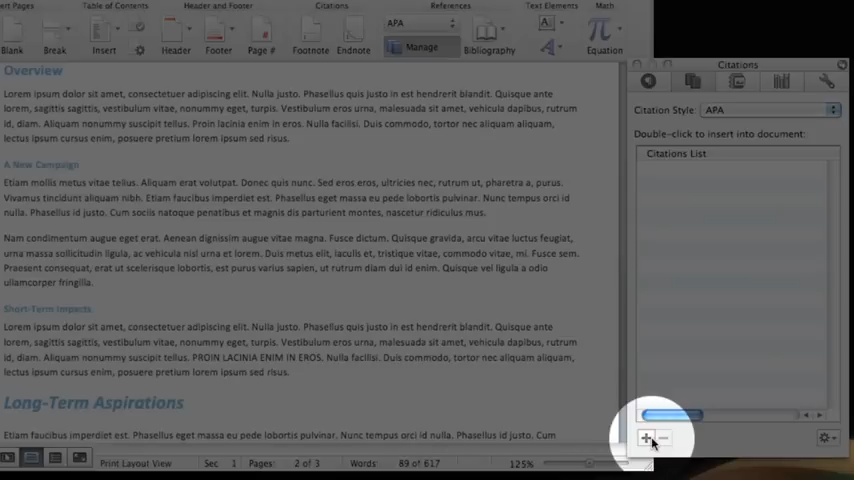 ert Pages Table of Contents Header and Footer Citations References Text Elements Math
APA
Blank Break Insert Header Footer Page # Footnote Endnote Manage Bibliography Equation
Overview
Lorem ipsum dolor sit amet, consectetuer adipiscing elit. Nulla justo. Phasellus quis justo in est hendrerit blandit. Quisque ante
lorem, sagittis sagittis, vestibulum vitae, nonummy eget, turpis. Vestibulum eros urna, malesuada sit amet, vehicula dapibus, rutrum
id, diam. Aliquam nonummy suscipit tellus. Proin lacinia enim in eros. Nulla facilisi. Duis commodo, tortor nec aliquam aliquam,
lectus ipsum cursus enim, posuere pretium lorem ipsum sed risus.
A New Campaign
Etiam mollis metus vitae tellus. Aliquam erat volutpat. Donec quis nunc. Sed eros eros, ultricies nec, rutrum ut, pharetra a, purus.
Vivamus tincidunt aliquam nibh. Etiam faucibus imperdiet est. Phasellus eget massa eu pede lobortis pulvinar. Nunc tempus orci id
nulla. Phasellus id justo. Cum sociis natoque penatibus et magnis dis parturient montes, nascetur ridiculus mus.
Nam condimentum augue eget erat. Aenean dignissim augue vitae magna. Fusce dictum. Quisque gravida, arcu vitae luctus feugiat,
urna massa sollicitudin lacus, ac vehicula nisl urna et lorem. Duis metus elit, iaculis et, tristique vitae, commodo vitae, mi. Fusce sem.
Praesent consequat, erat ut scelerisque lobortis, est purus varius sapien, ut rutrum diam dui id enim. Quisque vel ligula a odio
ullamcorper fringilla.
Short-Term Impacts
Lorem ipsum dolor sit amet, consectetuer adipiscing elit. Nulla justo. Phasellus quis justo in est hendrerit blandit. Quisque ante
lorem, sagittis sagittis, vestibulum vitae, nonummy eget, turpis. Vestibulum eros urna, malesuada sit amet, vehicula dapibus, rutrum
id, diam. Aliquam nonummy suscipit tellus. PROIN LACINIA ENIM IN EROS. Nulla facilisi. Duis commodo, tortor nec aliquam aliquam,
lectus ipsum cursus enim, posuere pretium lorem ipsum sed risus.
Long-Term Aspirations
Etiam faucibus imperdiet est. Phasellus eget massa eu pede lobortis pulvinar. Nunc tempus orci id nulla. Phasellus id justo. Cum
Print Layout View Sec 1 Pages: 2 of 3 Words: 89 of 617 125%
Citations
Citation Style: APA
Double-click to insert into document:
Citations List